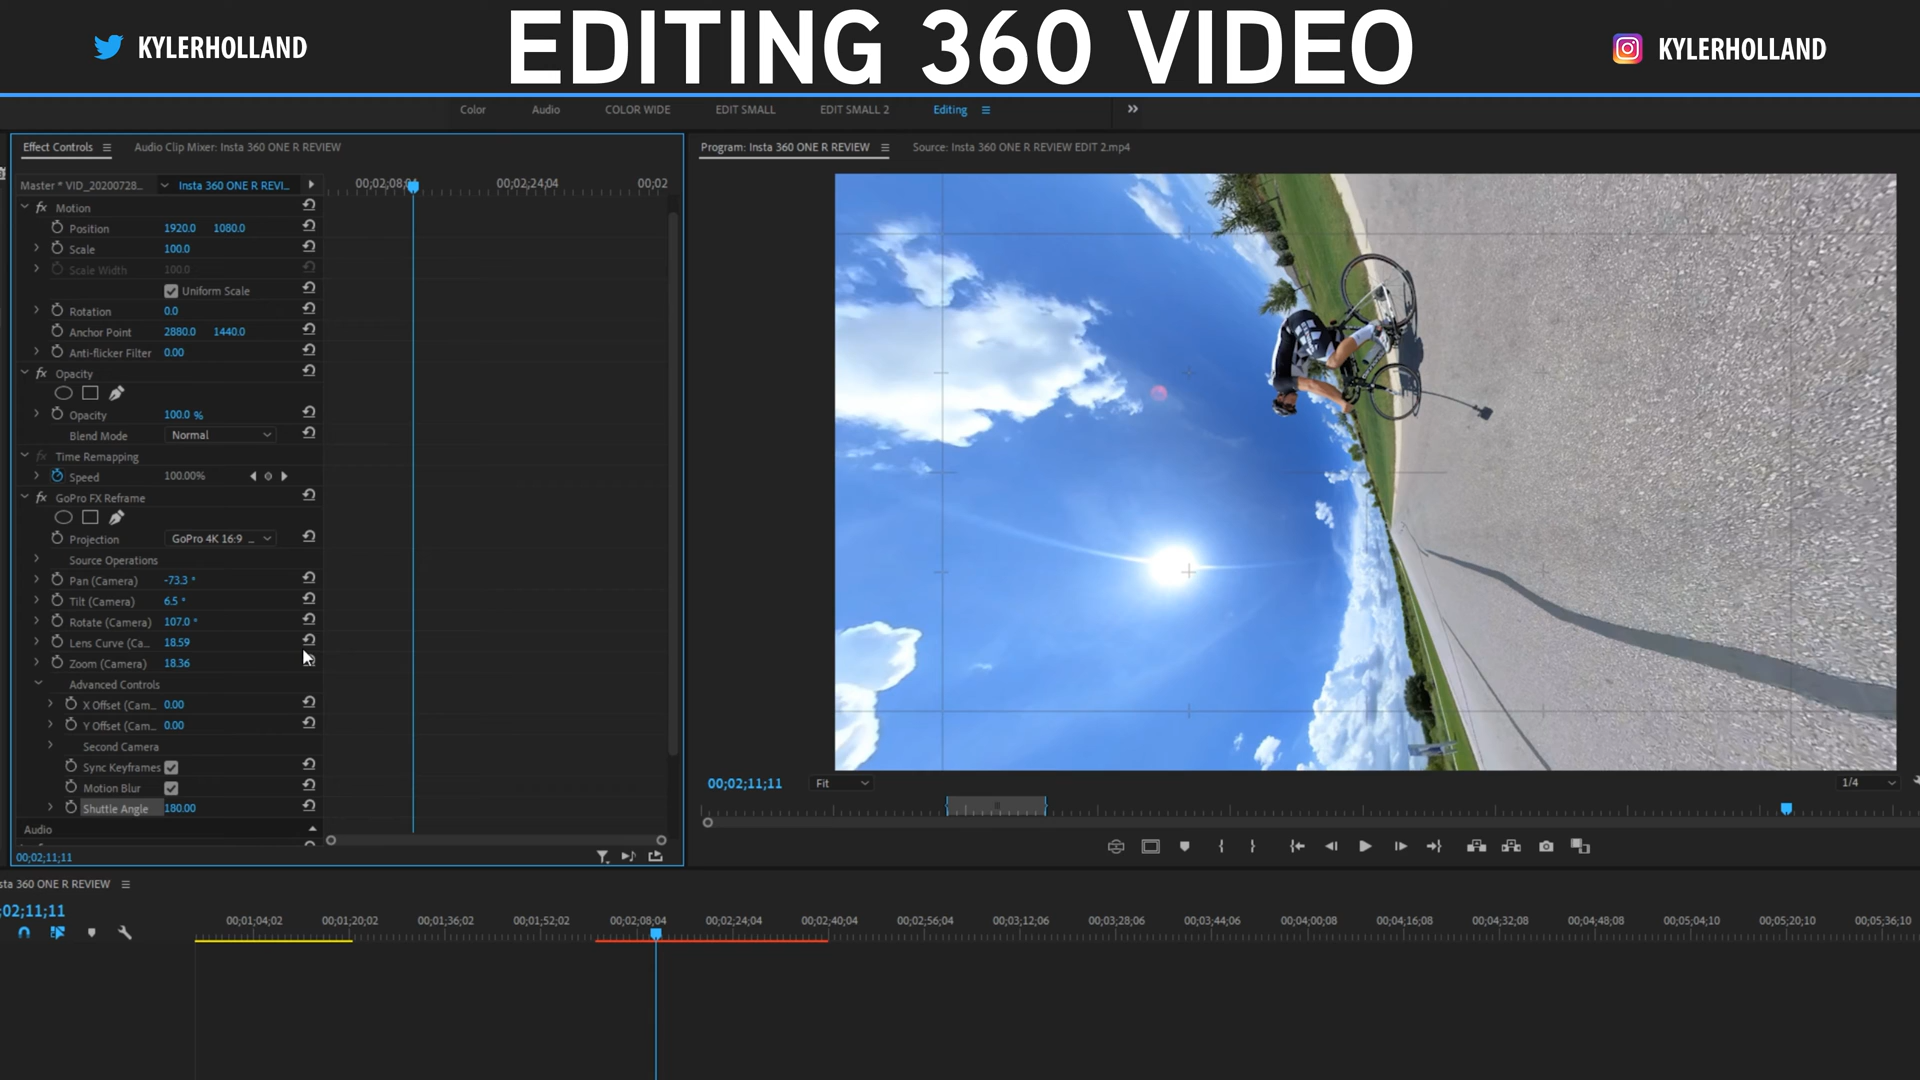 KYLERHOLLAND
EDITING 360 VIDEO
KYLERHOLLAND
Color
Audio
COLOR WIDE
EDIT SMALL
EDIT SMALL 2
Editing
Effect Controls
Audio Clip Mixer: Insta 360 ONE R REVIEW
Program: Insta 360 ONE R REVIEW
Source: Insta 360 ONE R REVIEW EDIT 2.mp4
Master * VID_20200728...
Insta 360 ONE R REVI...
00;02;24;04
00;02
fx Motion
Position 1920.0 1080.0
Scale 100.0
Scale Width 100.0
Uniform Scale
Rotation 0.0
Anchor Point 2880.0 1440.0
Anti-flicker Filter 0.00
fx Opacity
Opacity 100.0 %
Blend Mode Normal
fx Time Remapping
Speed 100.00%
fx GoPro FX Reframe
Projection GoPro 4K 16:9 ...
Source Operations
Pan (Camera) -73.3 °
Tilt (Camera) 6.5 °
Rotate (Camera) 107.0 °
Lens Curve (Ca... 18.59
Zoom (Camera) 18.36
Advanced Controls
X Offset (Cam... 0.00
Y Offset (Cam... 0.00
Second Camera
Sync Keyframes
Motion Blur
Shuttle Angle 180.00
Audio
00;02;11;11
00;02;11;11
Fit
1/4
sta 360 ONE R REVIEW
;02;11;11
00;01;04;02
00;01;20;02
00;01;36;02
00;01;52;02
00;02;08;04
00;02;24;04
00;02;40;04
00;02;56;04
00;03;12;06
00;03;28;06
00;03;44;06
00;04;00;08
00;04;16;08
00;04;32;08
00;04;48;08
00;05;04;10
00;05;20;10
00;05;36;10